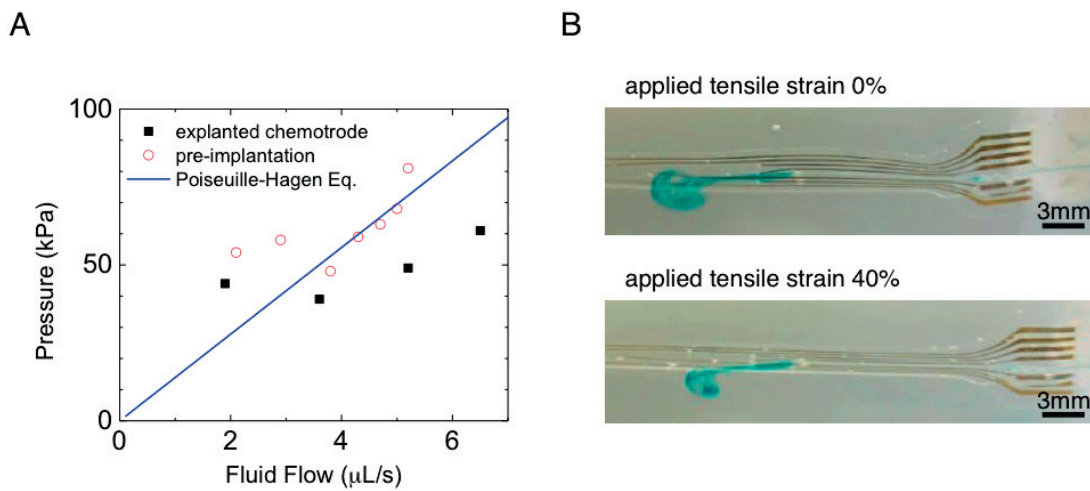 A
B
100
50
0
0
2
4
6
Pressure (kPa)
Fluid Flow (μL/s)
explanted chemotrode
pre-implantation
Poiseuille-Hagen Eq.
applied tensile strain 0%
3mm
applied tensile strain 40%
3mm